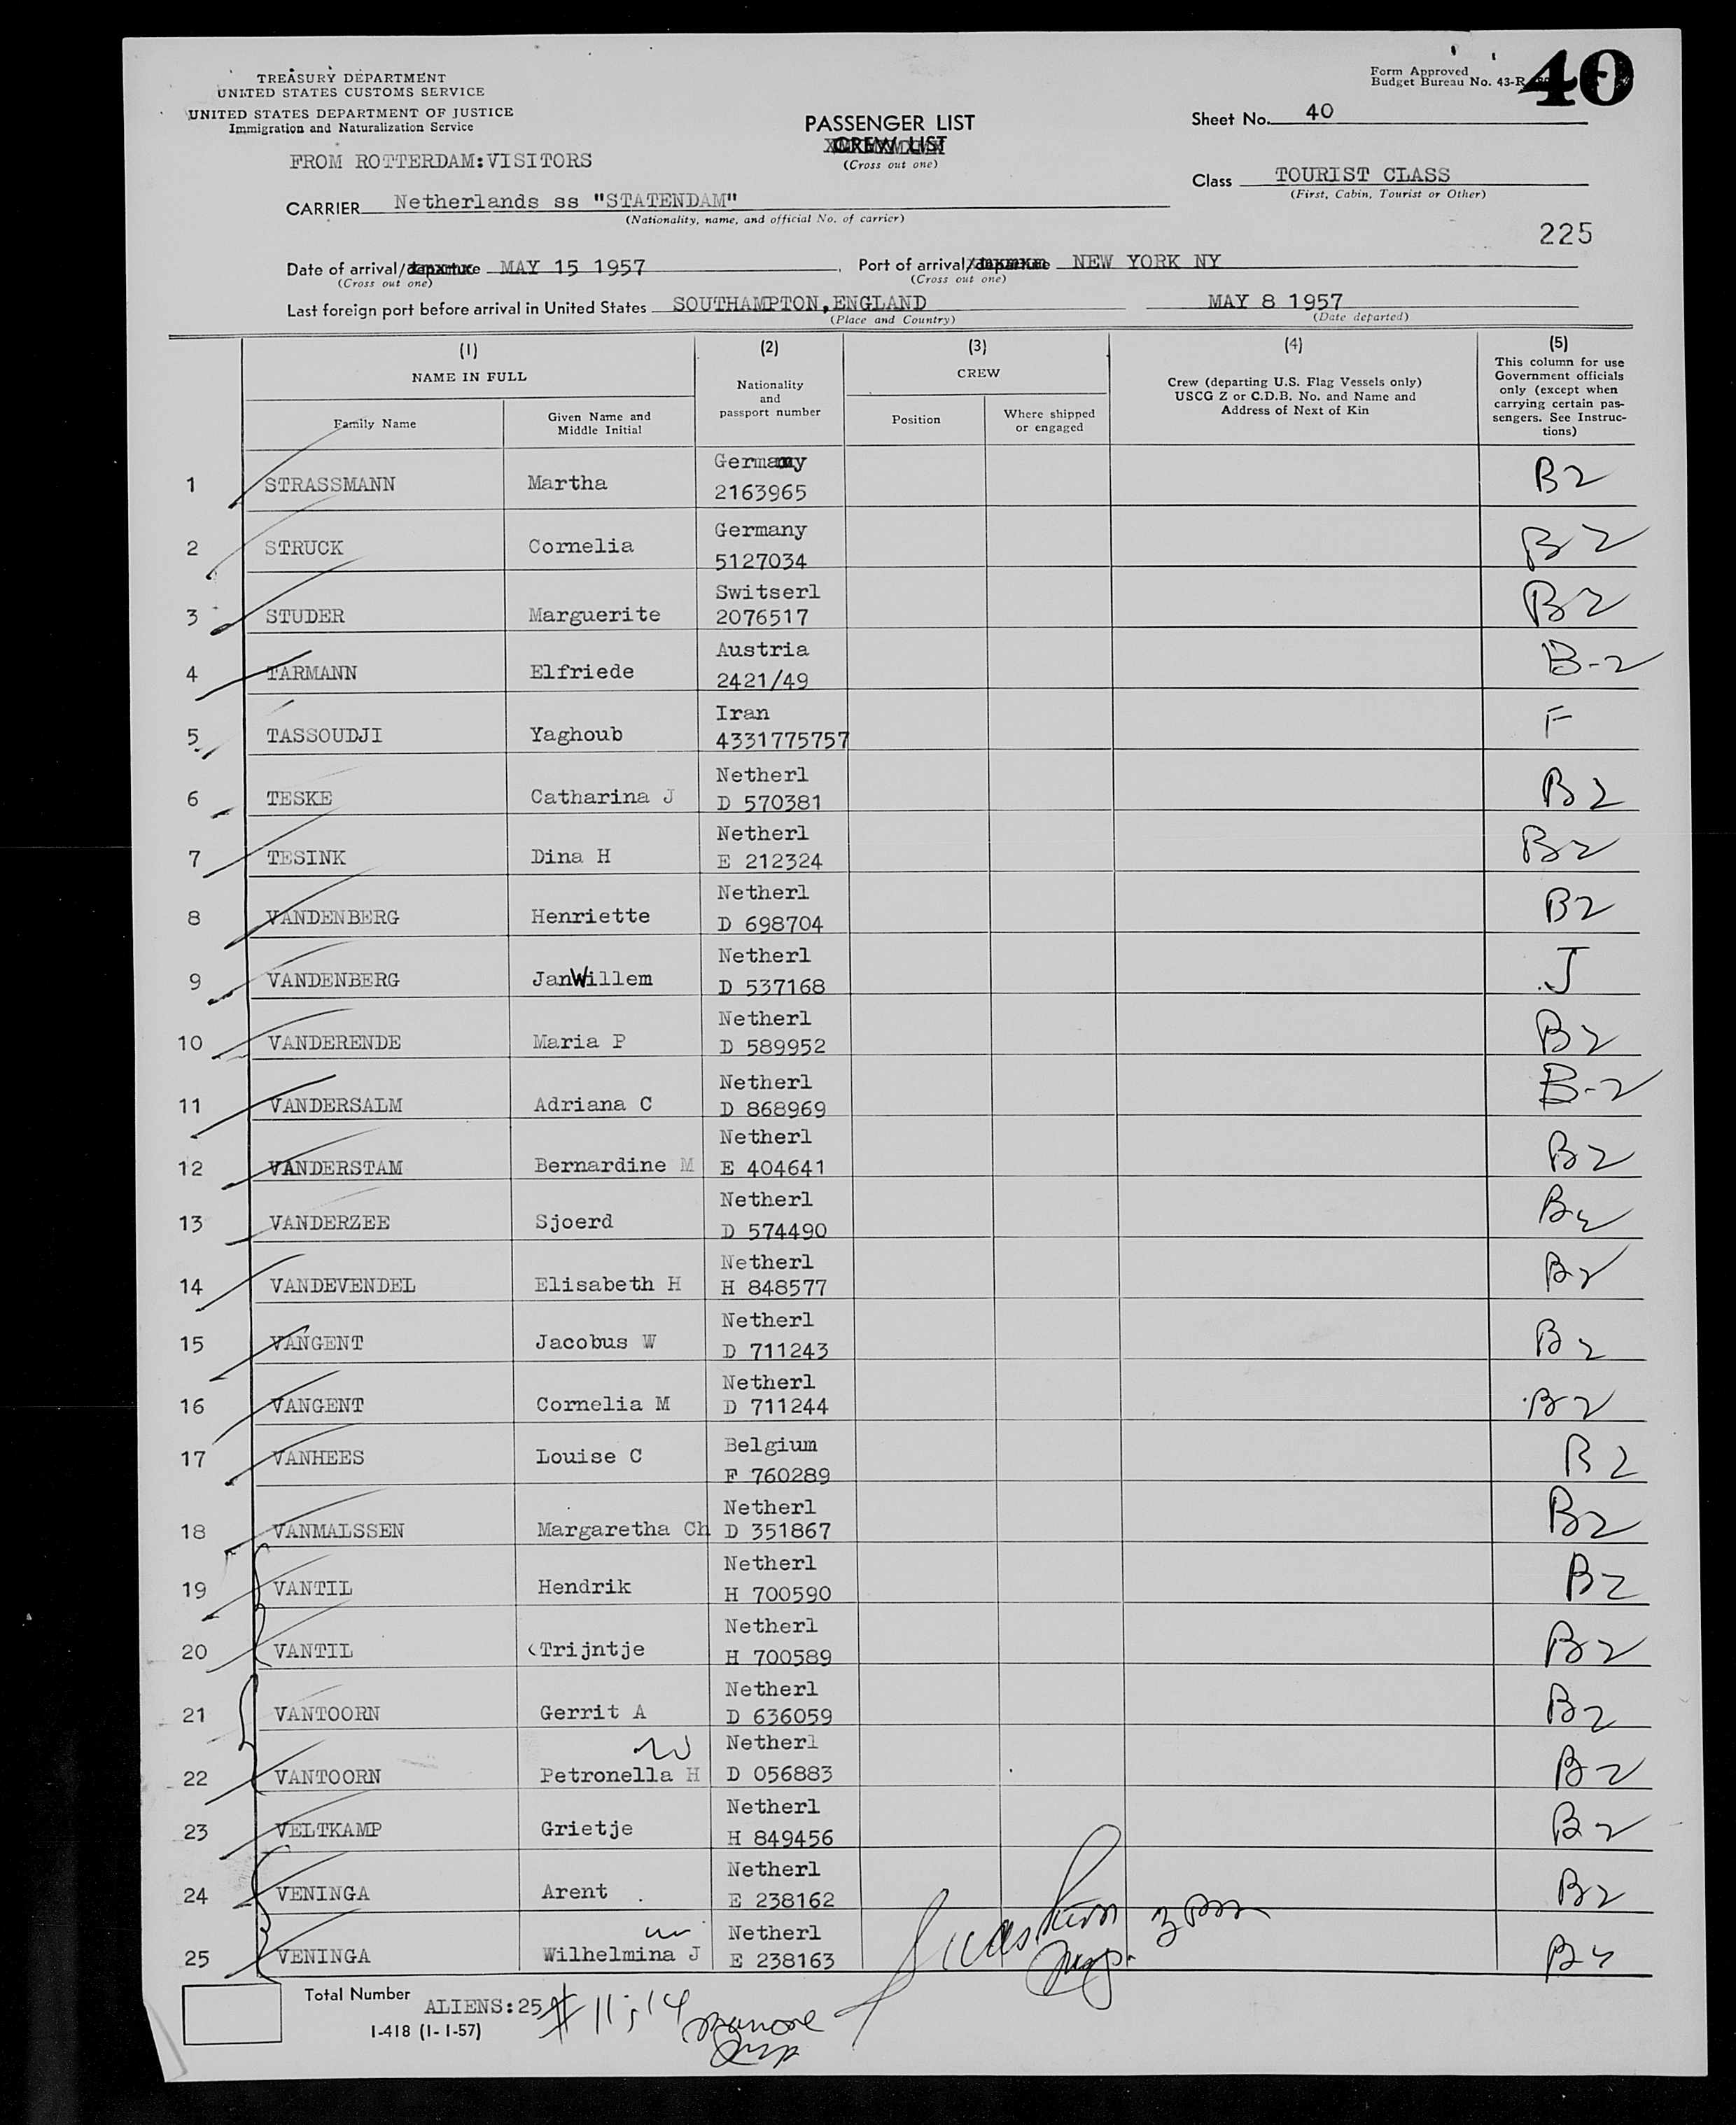 TREASURY DEPARTMENT
UNITED STATES CUSTOMS SERVICE
UNITED STATES DEPARTMENT OF JUSTICE
Immigration and Naturalization Service
FROM ROTTERDAM:VISITORS
PASSENGER LIST
CREW LIST
(Cross out one)
Form Approved
Budget Bureau No. 43-R
40
Sheet No. 40
Class TOURIST CLASS
(First, Cabin, Tourist or Other)
CARRIER Netherlands ss "STATENDAM"
(Nationality, name, and official No. of carrier)
225
Date of arrival/departure MAY 15 1957 Port of arrival/departure NEW YORK NY
(Cross out one) (Cross out one)
Last foreign port before arrival in United States SOUTHAMPTON,ENGLAND MAY 8 1957
(Place and Country) (Date departed)
(1) (2) (3) (4) (5)
NAME IN FULL
Family Name
Given Name and
Middle Initial
Nationality
and
passport number
CREW
Position
Where shipped
or engaged
Crew (departing U.S. Flag Vessels only)
USCG Z or C.D.B. No. and Name and
Address of Next of Kin
This column for use
Government officials
only (except when
carrying certain pas-
sengers. See Instruc-
tions)
1 STRASSMANN Martha Germany 2163965 B2
2 STRUCK Cornelia Germany 5127034 B2
3 STUDER Marguerite Switserl 2076517 B2
4 TARMANN Elfriede Austria 2421/49 B-2
5 TASSOUDJI Yaghoub Iran 4331775757 F
6 TESKE Catharina J Netherl D 570381 B2
7 TESINK Dina H Netherl E 212324 B2
8 VANDENBERG Henriette Netherl D 698704 B2
9 VANDENBERG JanWillem Netherl D 537168 J
10 VANDERENDE Maria P Netherl D 589952 B2
11 VANDERSALM Adriana C Netherl D 868969 B-2
12 VANDERSTAM Bernardine M Netherl E 404641 B2
13 VANDERZEE Sjoerd Netherl D 574490 B2
14 VANDEVENDEL Elisabeth H Netherl H 848577 B2
15 VANGENT Jacobus W Netherl D 711243 B2
16 VANGENT Cornelia M Netherl D 711244 B2
17 VANHEES Louise C Belgium F 760289 B2
18 VANMALSSEN Margaretha Ch Netherl D 351867 B2
19 VANTIL Hendrik Netherl H 700590 B2
20 VANTIL Trijntje Netherl H 700589 B2
21 VANTOORN Gerrit A Netherl D 636059 B2
22 VANTOORN Petronella H Netherl D 056883 B2
23 VELTKAMP Grietje Netherl H 849456 B2
24 VENINGA Arent Netherl E 238162 B2
25 VENINGA Wilhelmina J Netherl E 238163 B2
Total Number ALIENS:25 # 11; 14
I-418 (1-1-57)